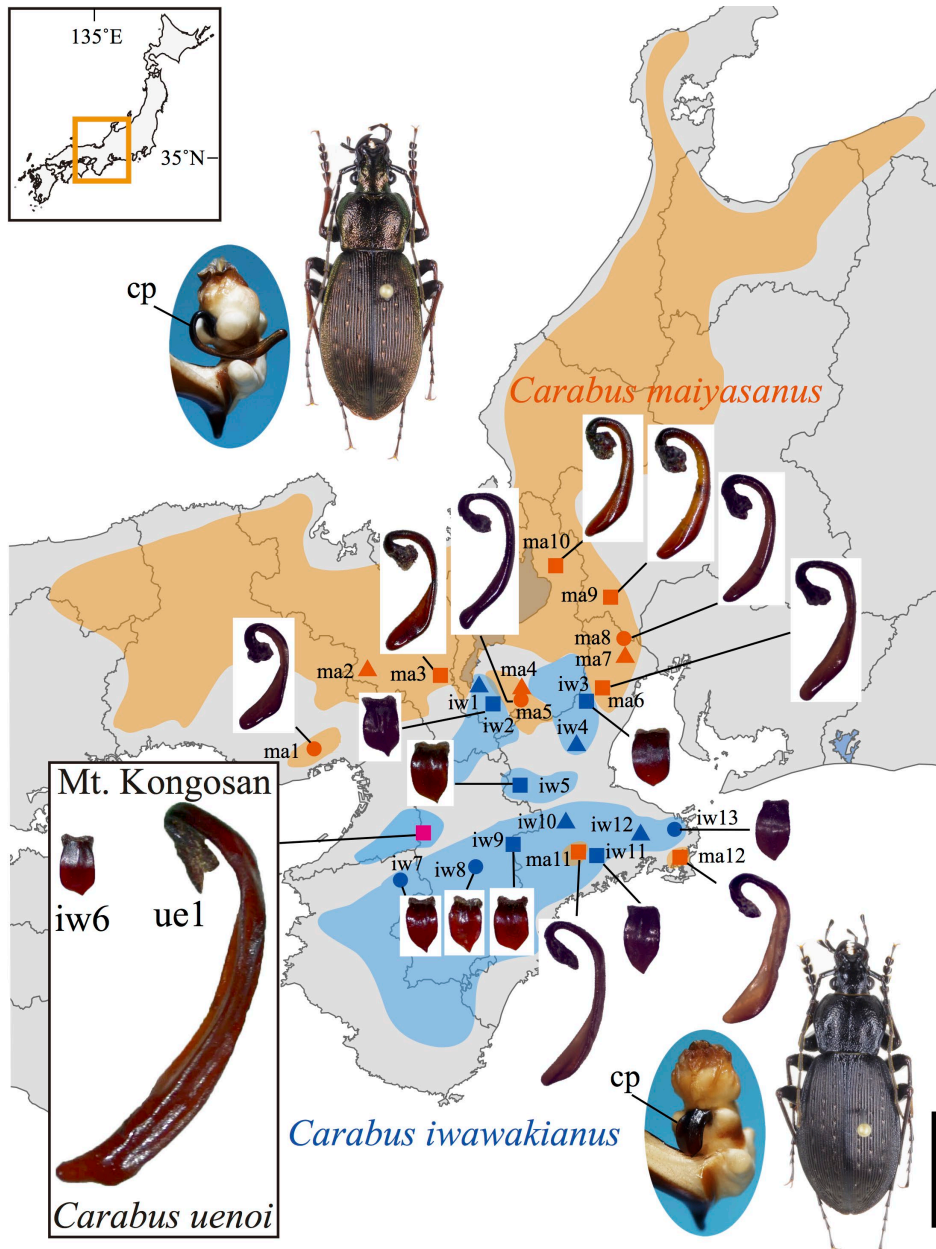 135˚E
35˚N
cp
Carabus maiyasanus
ma10
ma9
ma8
ma7
ma2
ma3
ma4
iw3
ma6
iw1
iw2
ma5
iw4
ma1
Mt. Kongosan
iw5
iw10
iw12
iw13
iw9
ma11
iw11
ma12
iw7
iw8
iw6
ue1
cp
Carabus iwawakianus
Carabus uenoi